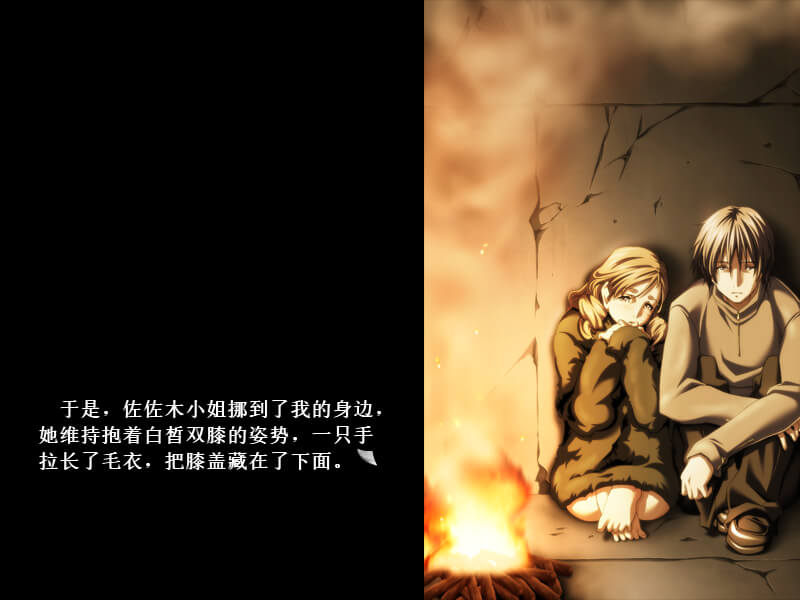 于是，佐佐木小姐挪到了我的身边，
她维持抱着白皙双膝的姿势，一只手
拉长了毛衣，把膝盖藏在了下面。